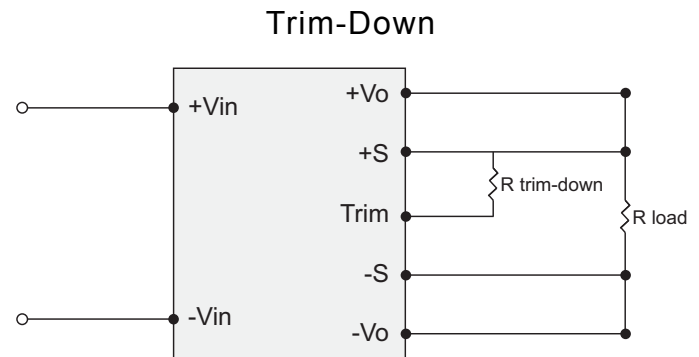 Trim-Down
+Vin
-Vin
+Vo
+S
Trim
-S
-Vo
R trim-down
R load